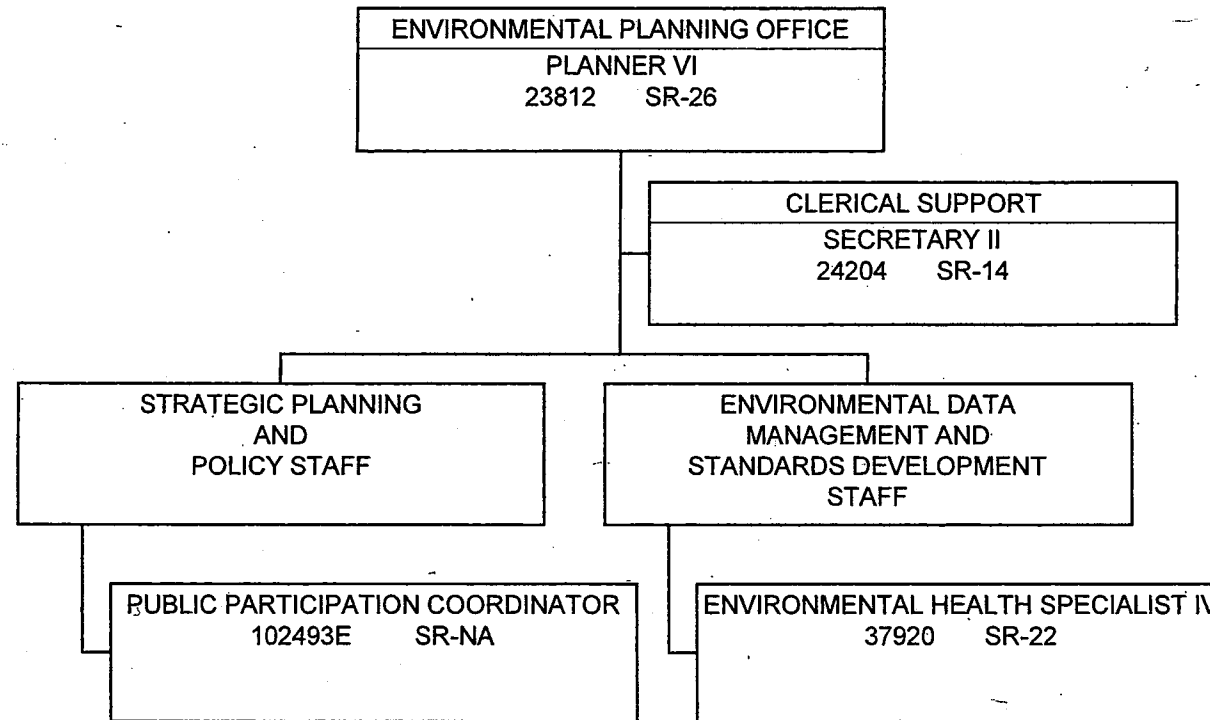 ENVIRONMENTAL PLANNING OFFICE
PLANNER VI
23812 SR-26
CLERICAL SUPPORT
SECRETARY II
24204 SR-14
STRATEGIC PLANNING
AND
POLICY STAFF
ENVIRONMENTAL DATA
MANAGEMENT AND
STANDARDS DEVELOPMENT
STAFF
PUBLIC PARTICIPATION COORDINATOR
102493E SR-NA
ENVIRONMENTAL HEALTH SPECIALIST IV
37920 SR-22